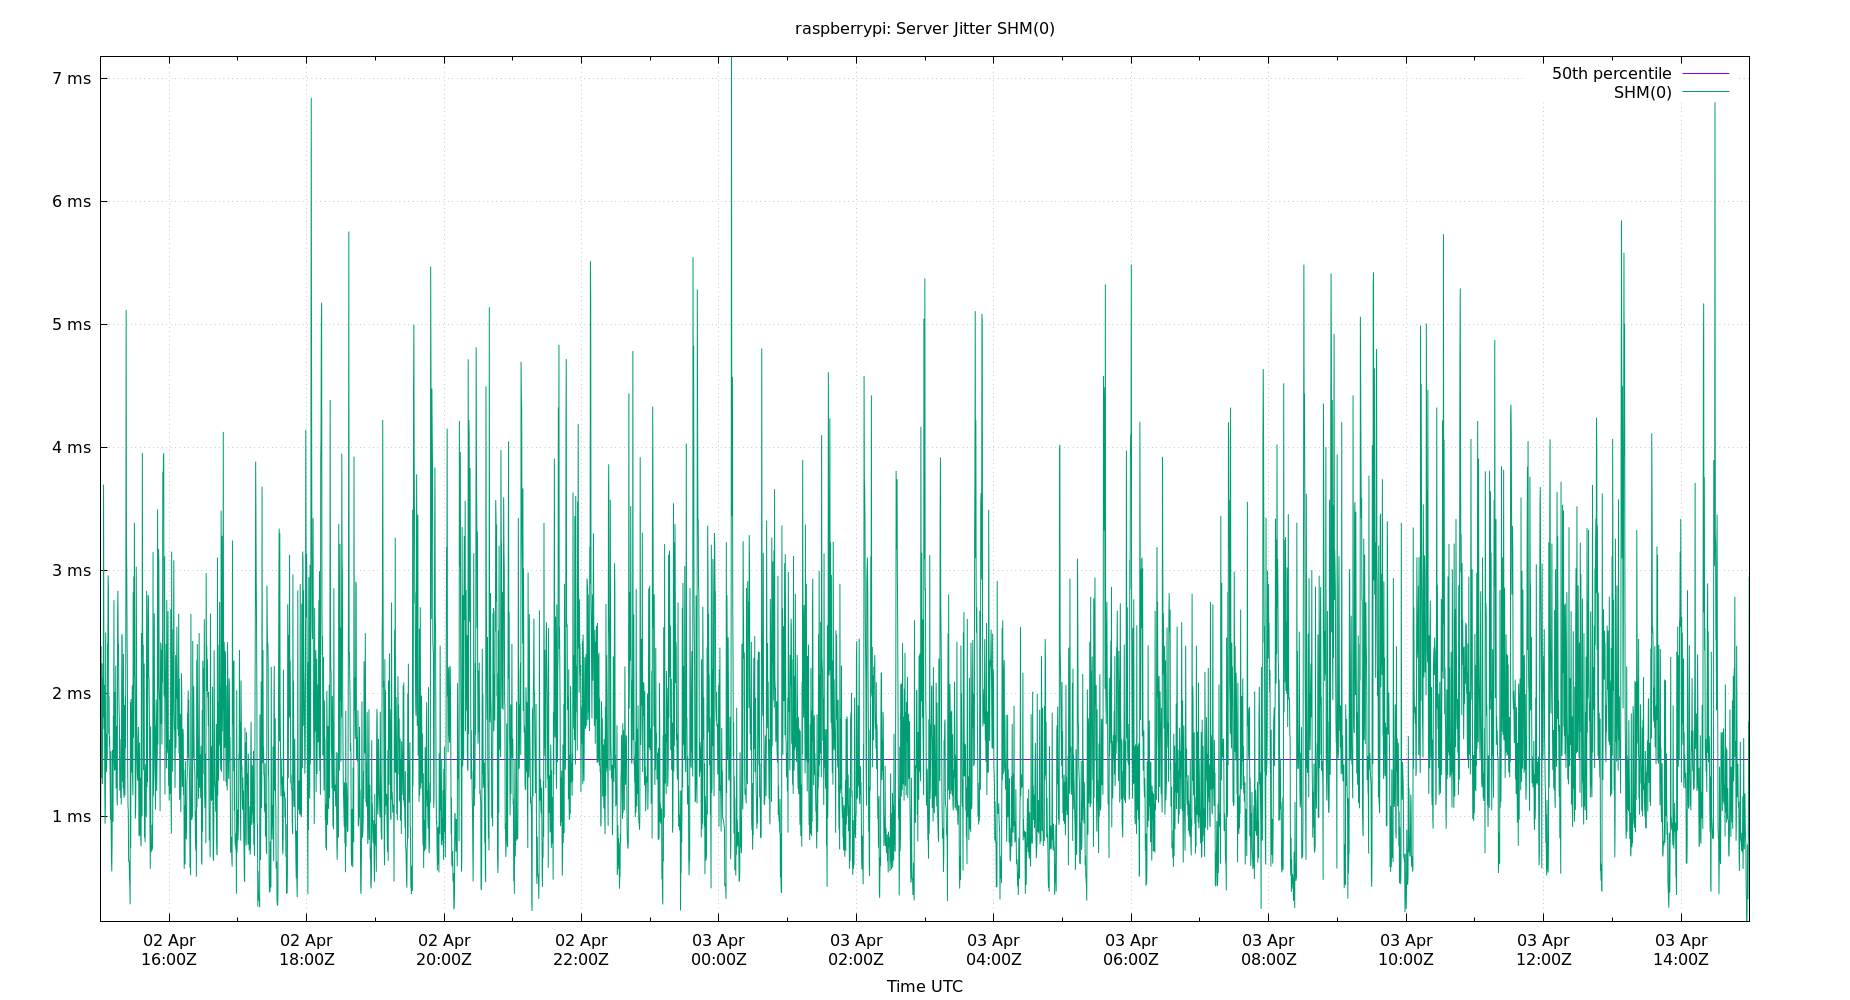 raspberrypi: Server Jitter SHM(0)
7 ms
50th percentile
SHM(0)
6 ms
5 ms
4 ms
3 ms
2 ms
1 ms
02 Apr 02 Apr 02 Apr 02 Apr 03 Apr 03 Apr 03 Apr 03 Apr 03 Apr 03 Apr 03 Apr 03 Apr
16:00Z 18:00Z 20:00Z 22:00Z 00:00Z 02:00Z 04:00Z 06:00Z 08:00Z 10:00Z 12:00Z 14:00Z
Time UTC